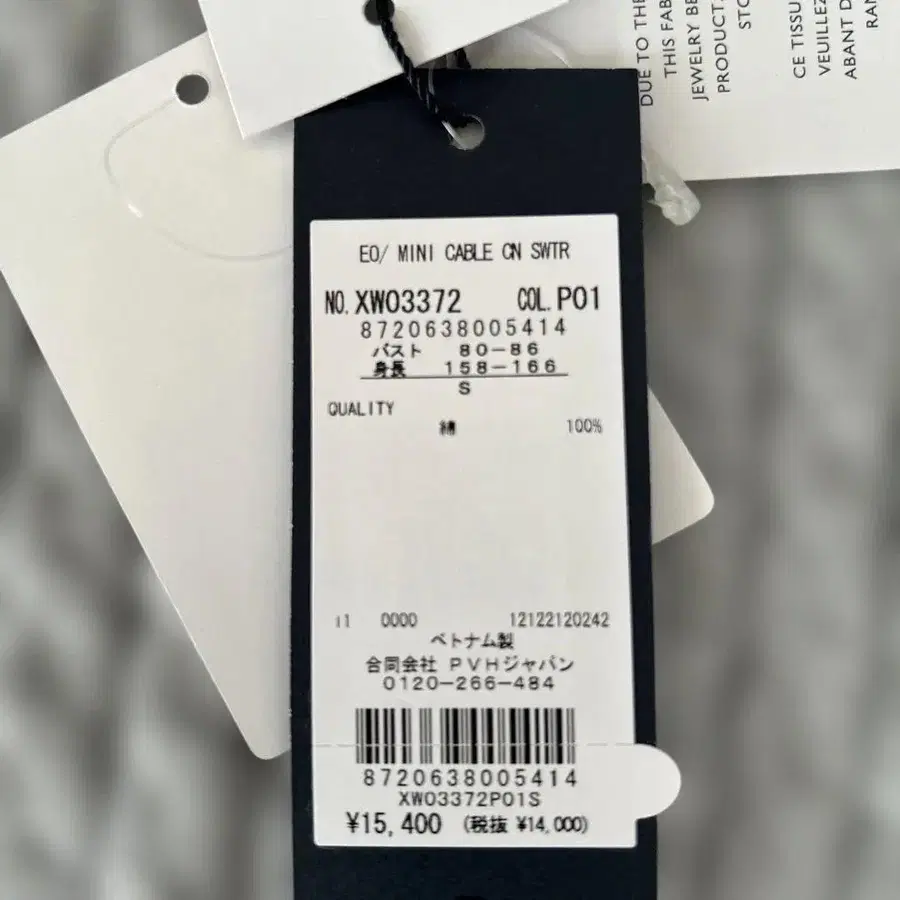 EO/ MINI CABLE CN SWTR
NO. XW03372 COL. P01
8720638005414
バスト 80-86
身長 158-166
S
QUALITY
綿 100%
11 0000 12122120242
ベトナム製
合同会社 PVHジャパン
0120-266-484
8720638005414
XW03372P01S
¥15,400 (税抜 ¥14,000)
DUE TO THE
THIS FAB
JEWELRY BE
PRODUCT,
STO
CE TISSU
VEUILLEZ
ABANT D
RAN